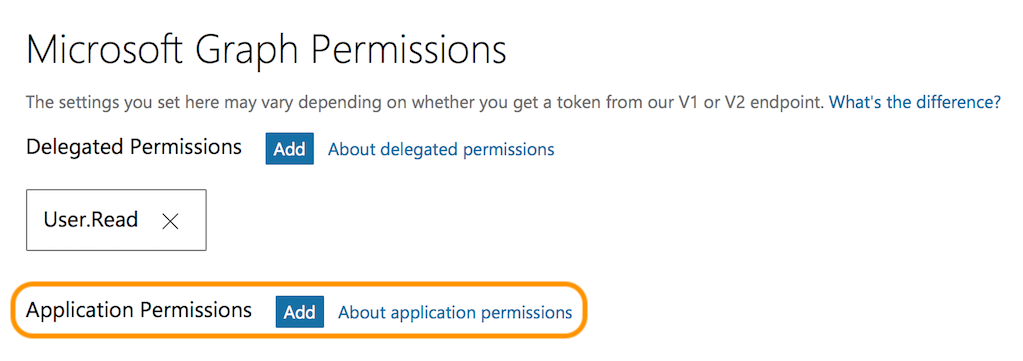 Microsoft Graph Permissions
The settings you set here may vary depending on whether you get a token from our V1 or V2 endpoint. What's the difference?
Delegated Permissions Add About delegated permissions
User.Read
Application Permissions Add About application permissions